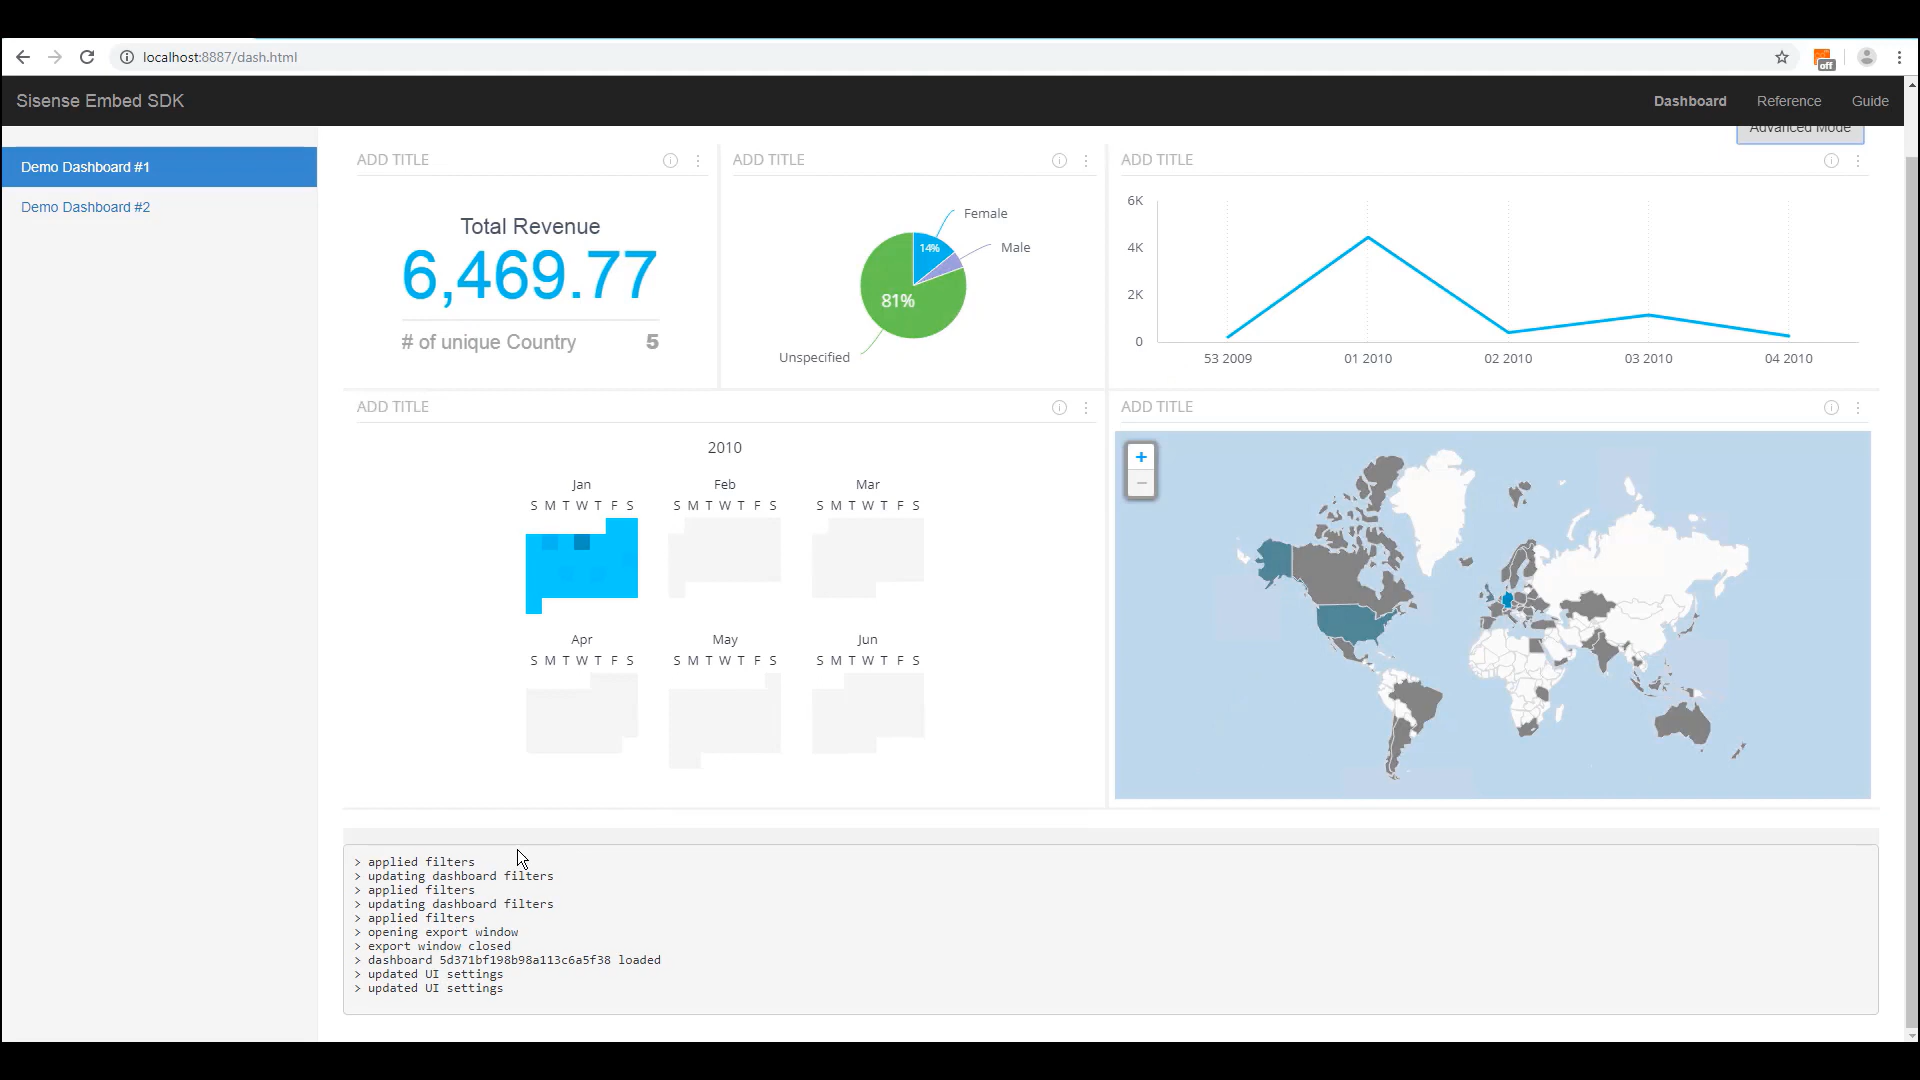 localhost:8887/dash.html
off
Sisense Embed SDK
Dashboard
Reference
Guide
Advanced Mode
Demo Dashboard #1
Demo Dashboard #2
ADD TITLE
Total Revenue
6,469.77
# of unique Country 5
ADD TITLE
Female
14%
Male
81%
Unspecified
ADD TITLE
6K
4K
2K
0
53 2009
01 2010
02 2010
03 2010
04 2010
ADD TITLE
2010
Jan
Feb
Mar
S M T W T F S
S M T W T F S
S M T W T F S
Apr
May
Jun
S M T W T F S
S M T W T F S
S M T W T F S
ADD TITLE
+
−
> applied filters
> updating dashboard filters
> applied filters
> updating dashboard filters
> applied filters
> opening export window
> export window closed
> dashboard 5d371bf198b98a113c6a5f38 loaded
> updated UI settings
> updated UI settings